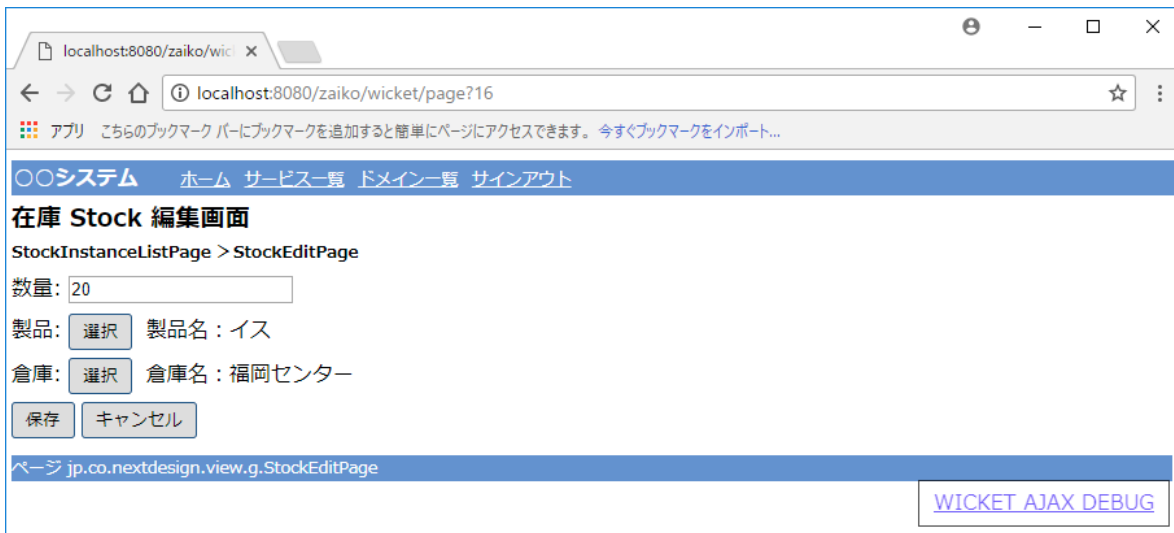 localhost:8080/zaiko/wic
localhost:8080/zaiko/wicket/page?16
アプリ こちらのブックマーク バーにブックマークを追加すると簡単にページにアクセスできます。 今すぐブックマークをインポート...
〇〇システム ホーム サービス一覧 ドメイン一覧 サインアウト
在庫 Stock 編集画面
StockInstanceListPage >StockEditPage
数量: 20
製品: 選択 製品名：イス
倉庫: 選択 倉庫名：福岡センター
保存 キャンセル
ページ jp.co.nextdesign.view.g.StockEditPage
WICKET AJAX DEBUG